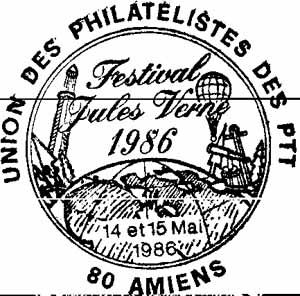 UNION DES PHILATÉLISTES DES PTT
Festival
Jules Verne
1986
14 et 15 Mai
1986
80 AMIENS